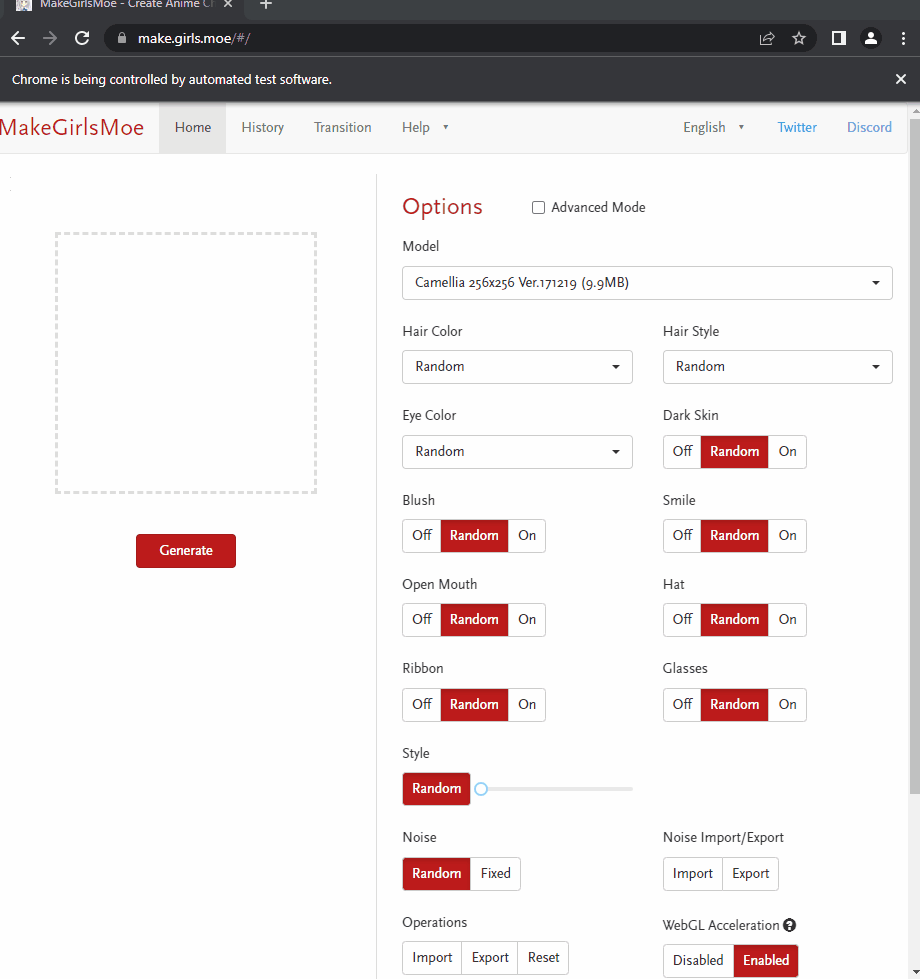 MakeGirlsMoe - Create Anime Ch
make.girls.moe/#/
Chrome is being controlled by automated test software.
MakeGirlsMoe Home History Transition Help English Twitter Discord
Options Advanced Mode
Model
Camellia 256x256 Ver.171219 (9.9MB)
Hair Color Hair Style
Random Random
Eye Color Dark Skin
Random Off Random On
Blush Smile
Off Random On Off Random On
Generate
Open Mouth Hat
Off Random On Off Random On
Ribbon Glasses
Off Random On Off Random On
Style
Random
Noise Noise Import/Export
Random Fixed Import Export
Operations WebGL Acceleration ?
Import Export Reset Disabled Enabled